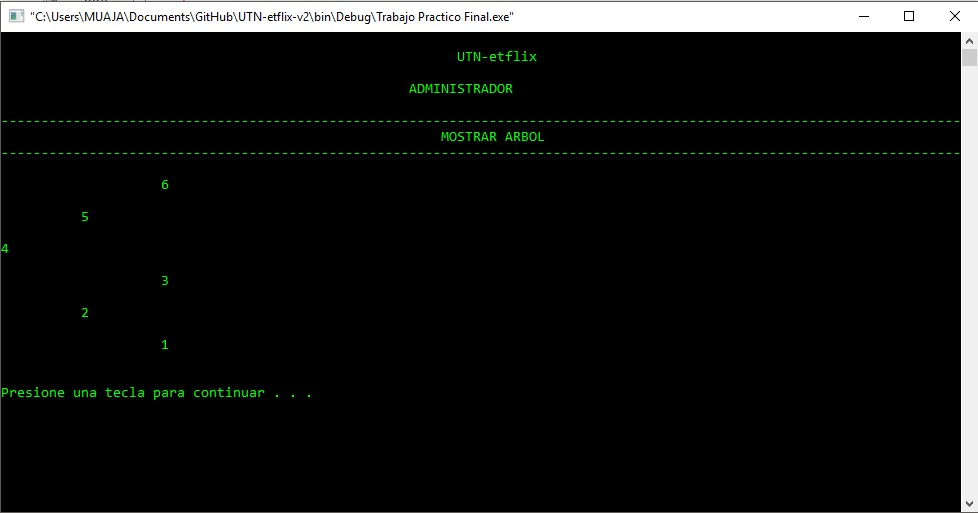 "C:\Users\MUAJA\Documents\GitHub\UTN-etflix-v2\bin\Debug\Trabajo Practico Final.exe"
UTN-etflix
ADMINISTRADOR
------------------------------------------------------------------------------------------------------------------------
MOSTRAR ARBOL
------------------------------------------------------------------------------------------------------------------------
6
5
4
3
2
1
Presione una tecla para continuar . . .